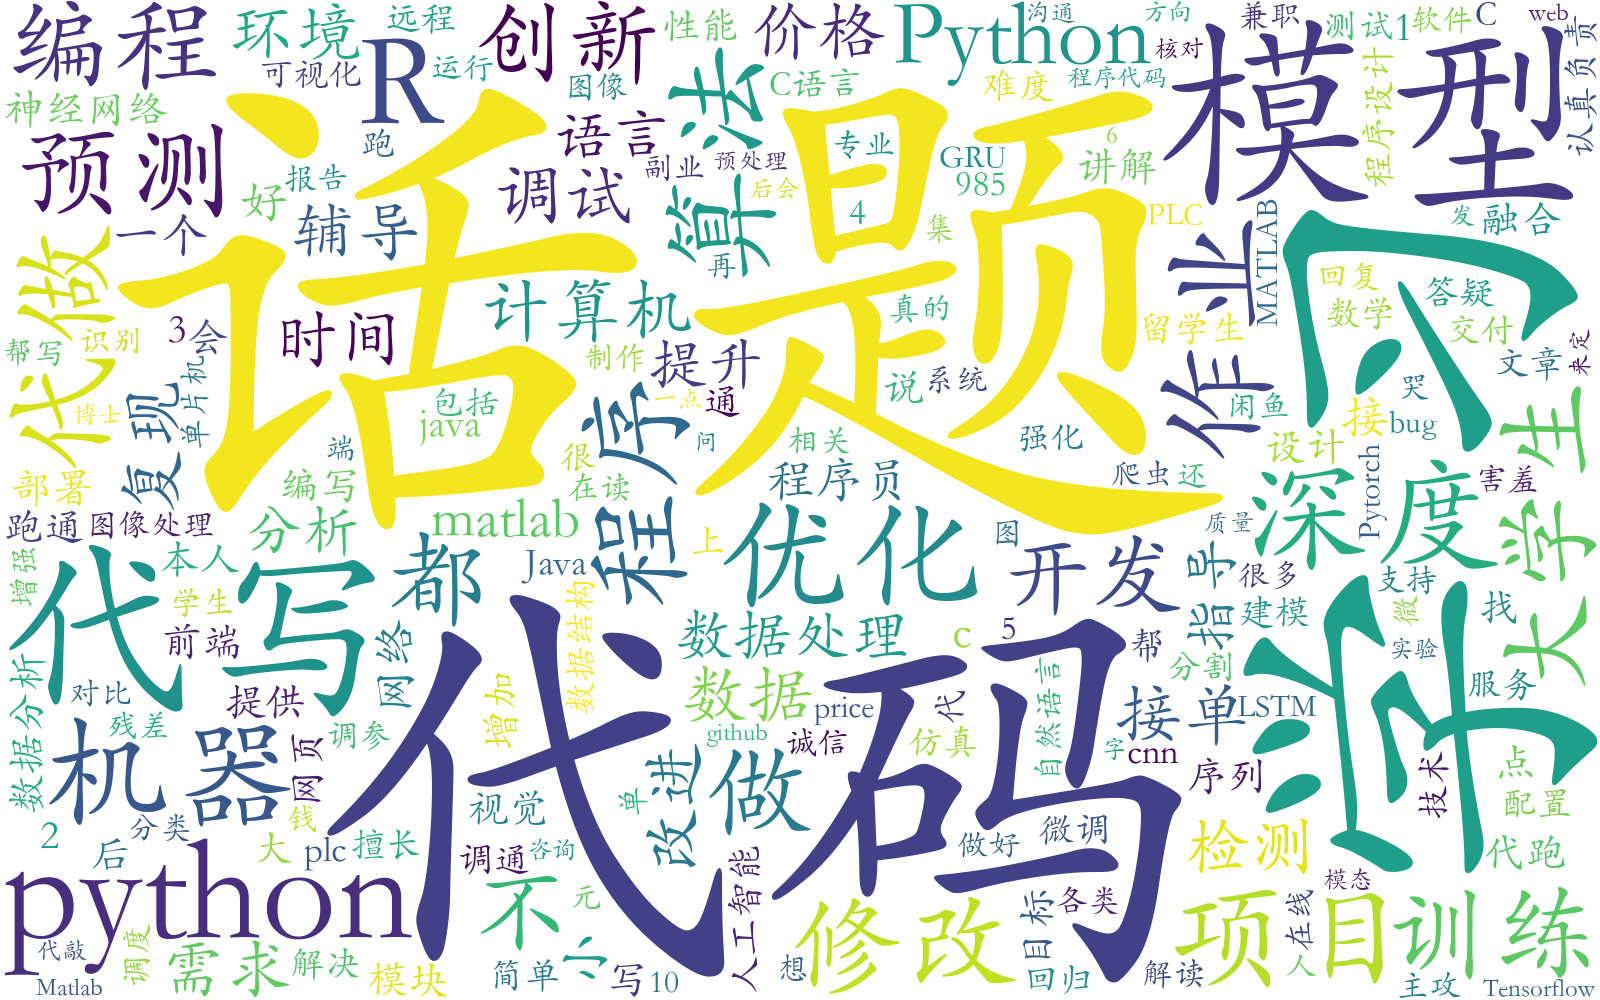 编程
环境
远程
R
运行
创新
性能
价格
Python
沟通
方向
核对
兼职
测试
1
软件
C
web
认真负责
可视化
神经网络
图像
法
C语言
难度
程序代码
模型
程序设计
预测
跑
语言
专业
GRU
985
6
讲解
话题
好
报告
调试
副业
预处理
后会
算
4
集
PLC
MATLAB
发
融合
一个
辅导
再
代做
计算机
真的
留学生
作业
回复
数学
答疑
交付
文章
来定
3
会
时间
帮写
识别
制作
提升
说
系统
学习
单片机
博士
复现
包括
java
一点
通
闲鱼
哭
接
bug
大学生
端
程序
问
相关
强化
设计
部署
编写
很
在读
程序员
爬虫
还
深度
Pytorch
害羞
跑通
图像处理
分析
matlab
上
优化
图
质量
增强
本人
代写
都
Java
开发
指导
很多
支持
学生
数据结构
建模
微
找
前端
网络
数据处理
c
5
帮
实验
数据分析
对比
提供
代码
增加
数据
price
代
自然语言
分割
接单
LSTM
服务
残差
机器
网页
调参
github
诚信
仿真
字
cnn
序列
技术
点
配置
2
分类
钱
视觉
单
改进
做
做好
微调
检测
代跑
后
大
plc
擅长
调通
咨询
人工智能
python
不
元
修改
目标
各类
模态
项目
在线
训练
代敲
调度
需求
解决
模块
简单
小
写
10
想
回归
解读
人
主攻
Matlab
Tensorflow